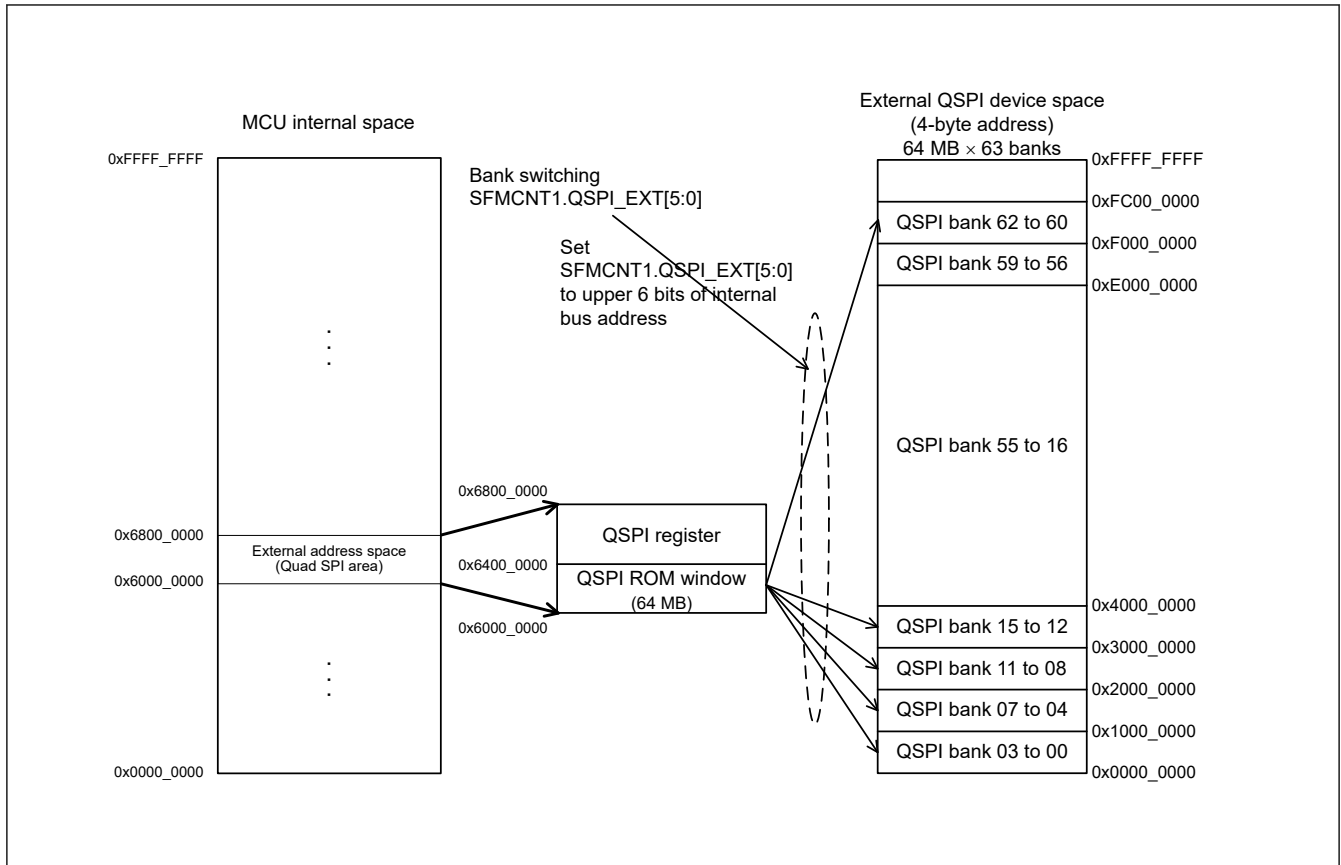 MCU internal space
0xFFFF_FFFF
0x6800_0000
External address space
(Quad SPI area)
0x6000_0000
0x0000_0000
Bank switching
SFMCNT1.QSPI_EXT[5:0]
Set
SFMCNT1.QSPI_EXT[5:0]
to upper 6 bits of internal
bus address
0x6800_0000
QSPI register
0x6400_0000
QSPI ROM window
(64 MB)
0x6000_0000
External QSPI device space
(4-byte address)
64 MB × 63 banks
0xFFFF_FFFF
0xFC00_0000
QSPI bank 62 to 60
0xF000_0000
QSPI bank 59 to 56
0xE000_0000
QSPI bank 55 to 16
0x4000_0000
QSPI bank 15 to 12
0x3000_0000
QSPI bank 11 to 08
0x2000_0000
QSPI bank 07 to 04
0x1000_0000
QSPI bank 03 to 00
0x0000_0000